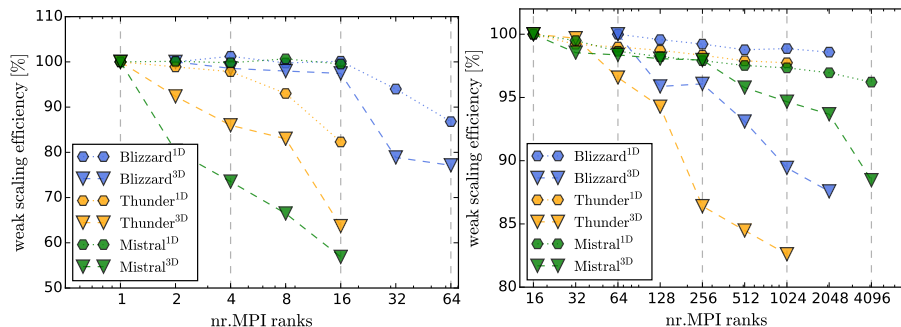 110
100
90
80
70
60
50
weak scaling efficiency [%]
Blizzard1D
Blizzard3D
Thunder1D
Thunder3D
Mistral1D
Mistral3D
1 2 4 8 16 32 64
nr.MPI ranks
100
95
90
85
80
weak scaling efficiency [%]
Blizzard1D
Blizzard3D
Thunder1D
Thunder3D
Mistral1D
Mistral3D
16 32 64 128 256 512 1024 2048 4096
nr.MPI ranks